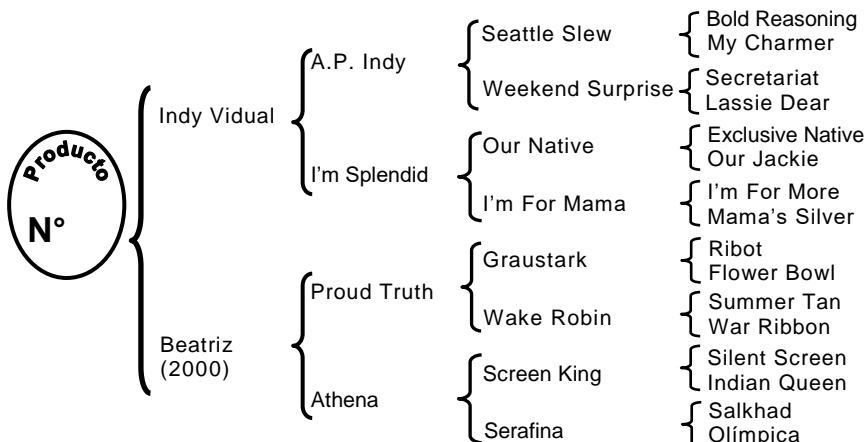 Producto
N°
Indy Vidual
Beatriz
(2000)
A.P. Indy
I'm Splendid
Proud Truth
Athena
Seattle Slew
Weekend Surprise
Our Native
I'm For Mama
Graustark
Wake Robin
Screen King
Serafina
Bold Reasoning
My Charmer
Secretariat
Lassie Dear
Exclusive Native
Our Jackie
I'm For More
Mama's Silver
Ribot
Flower Bowl
Summer Tan
War Ribbon
Silent Screen
Indian Queen
Salkhad
Olímpica